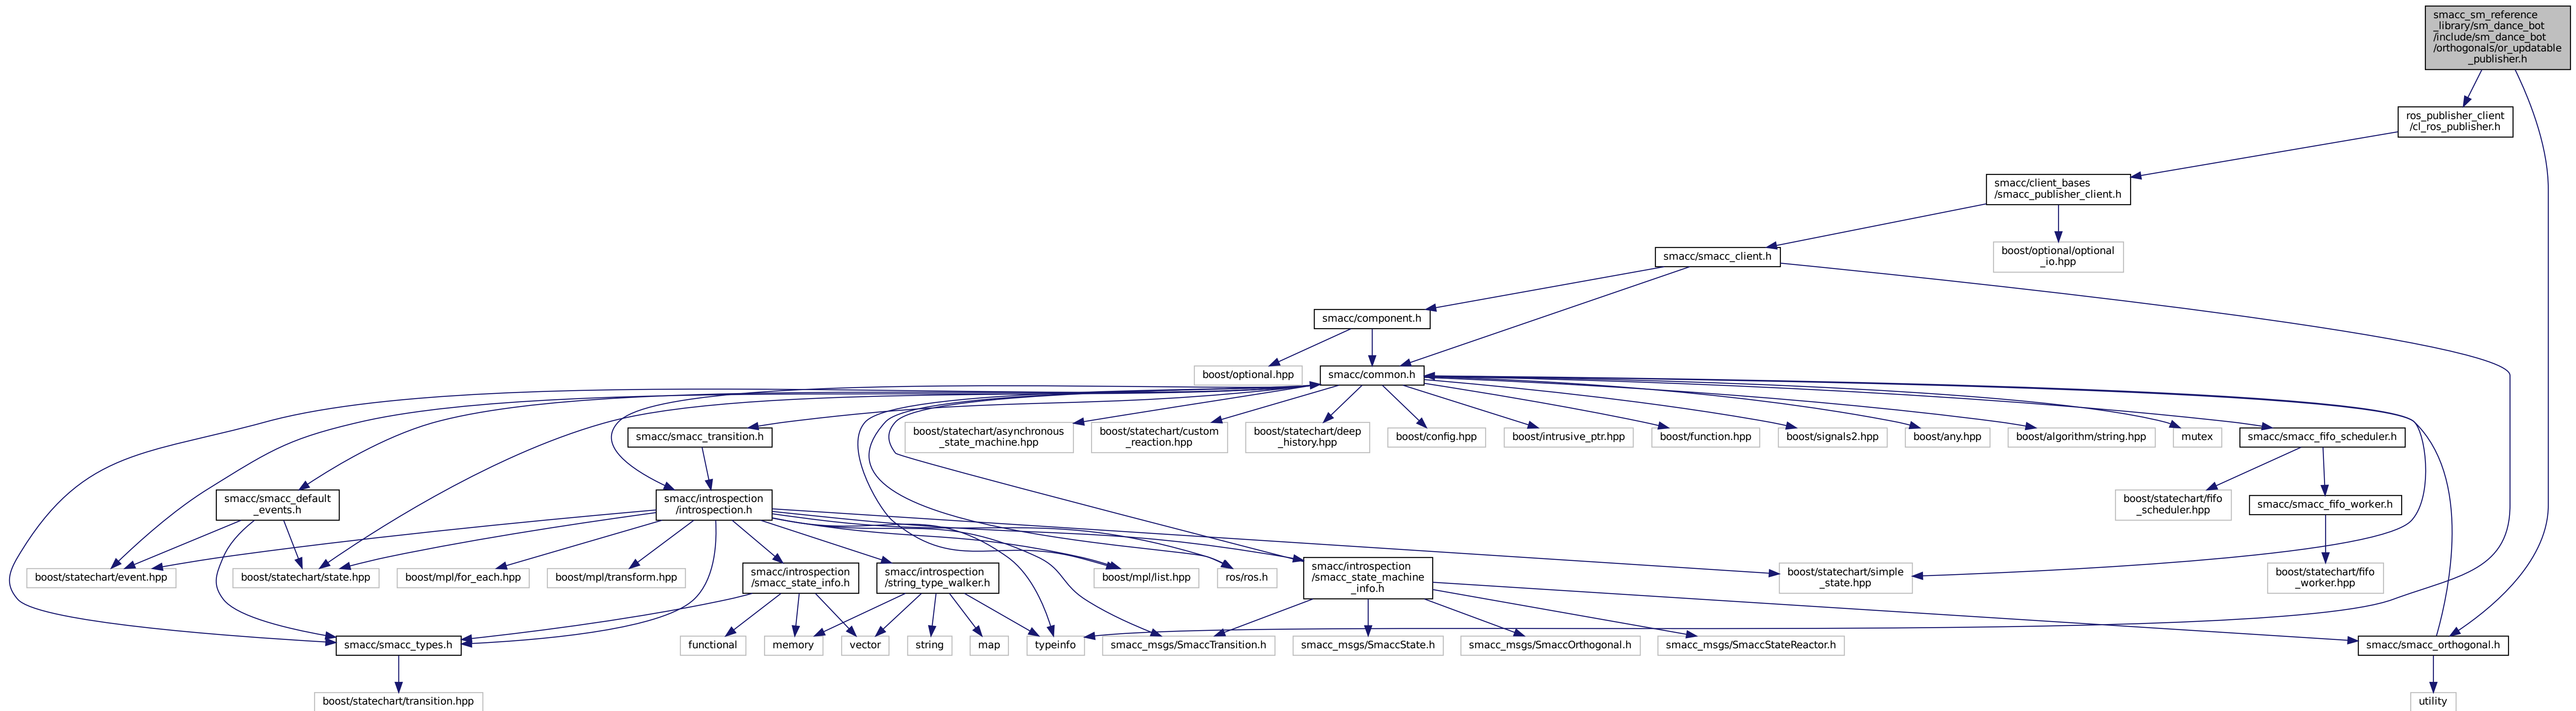 smacc_sm_reference
_library/sm_dance_bot
/include/sm_dance_bot
/orthogonals/or_updatable
_publisher.h
ros_publisher_client
/cl_ros_publisher.h
smacc/client_bases
/smacc_publisher_client.h
smacc/smacc_client.h
boost/optional/optional
_io.hpp
smacc/component.h
boost/optional.hpp
smacc/common.h
smacc/smacc_transition.h
boost/statechart/asynchronous
_state_machine.hpp
boost/statechart/custom
_reaction.hpp
boost/statechart/deep
_history.hpp
boost/config.hpp
boost/intrusive_ptr.hpp
boost/function.hpp
boost/signals2.hpp
boost/any.hpp
boost/algorithm/string.hpp
mutex
smacc/smacc_fifo_scheduler.h
smacc/smacc_default
_events.h
smacc/introspection
/introspection.h
boost/statechart/fifo
_scheduler.hpp
smacc/smacc_fifo_worker.h
boost/statechart/event.hpp
boost/statechart/state.hpp
boost/mpl/for_each.hpp
boost/mpl/transform.hpp
smacc/introspection
/smacc_state_info.h
smacc/introspection
/string_type_walker.h
boost/mpl/list.hpp
ros/ros.h
smacc/introspection
/smacc_state_machine
_info.h
boost/statechart/simple
_state.hpp
boost/statechart/fifo
_worker.hpp
smacc/smacc_types.h
functional
memory
vector
string
map
typeinfo
smacc_msgs/SmaccTransition.h
smacc_msgs/SmaccState.h
smacc_msgs/SmaccOrthogonal.h
smacc_msgs/SmaccStateReactor.h
smacc/smacc_orthogonal.h
boost/statechart/transition.hpp
utility